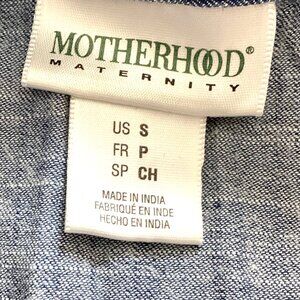 MOTHERHOOD®
MATERNITY
US S
FR P
SP CH
MADE IN INDIA
FABRIQUÉ EN INDE
HECHO EN INDIA